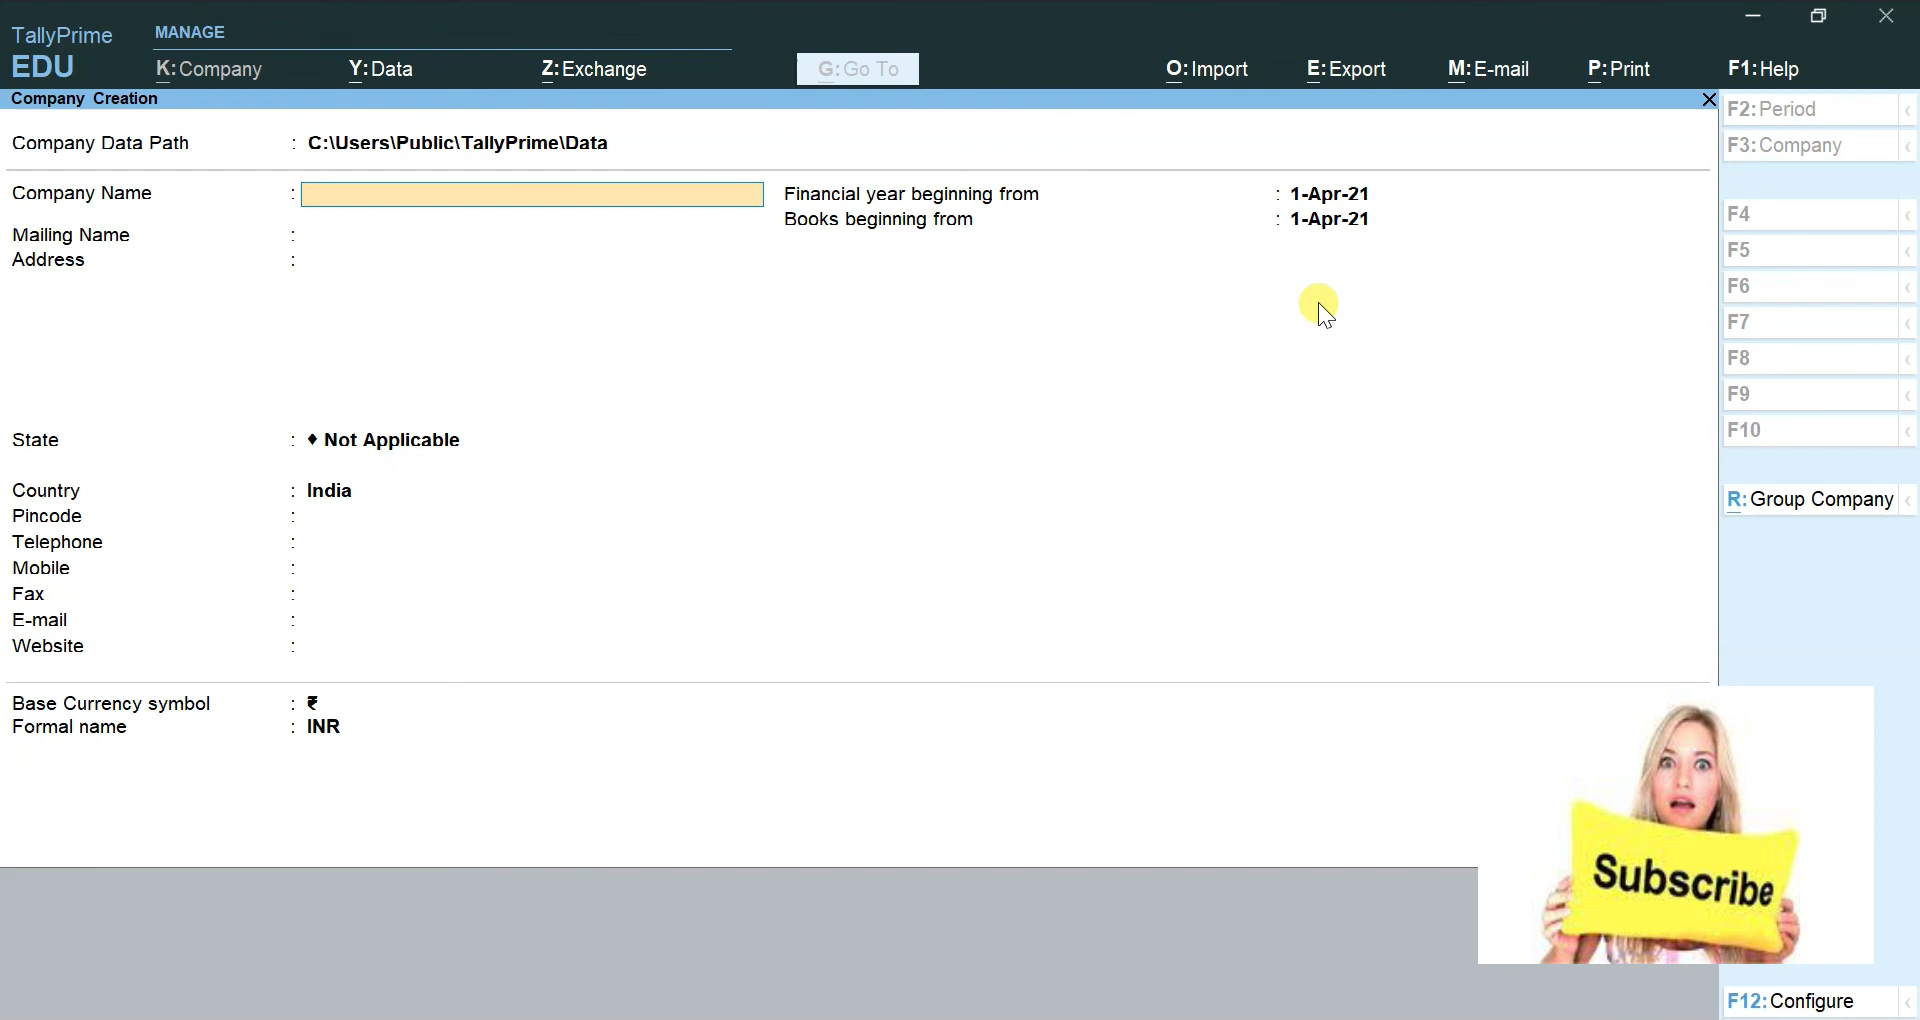 TallyPrime
EDU
MANAGE
K:Company Y:Data Z:Exchange G:Go To O:Import E:Export M:E-mail P:Print F1:Help
Company Creation
Company Data Path : C:\Users\Public\TallyPrime\Data
Company Name : Financial year beginning from : 1-Apr-21
Books beginning from : 1-Apr-21
Mailing Name :
Address :
State : ♦ Not Applicable
Country : India
Pincode :
Telephone :
Mobile :
Fax :
E-mail :
Website :
Base Currency symbol : ₹
Formal name : INR
F2:Period
F3:Company
F4
F5
F6
F7
F8
F9
F10
R:Group Company
Subscribe
F12:Configure